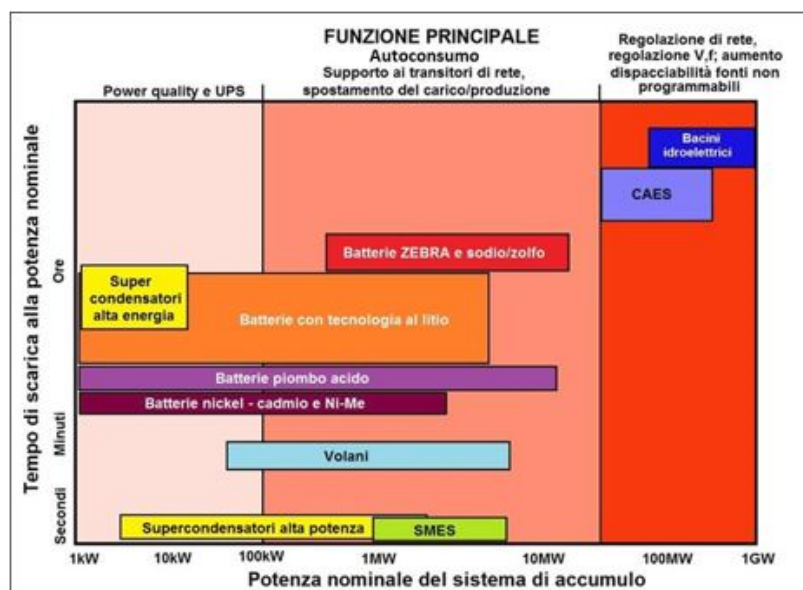 FUNZIONE PRINCIPALE
Autoconsumo
Supporto ai transitori di rete,
spostamento del carico/produzione
Power quality e UPS
Regolazione di rete,
regolazione V,f; aumento
dispacciabilità fonti non
programmabili
Bacini
idroelettrici
CAES
Batterie ZEBRA e sodio/zolfo
Super
condensatori
alta energia
Batterie con tecnologia al litio
Batterie piombo acido
Batterie nickel - cadmio e Ni-Me
Volani
Supercondensatori alta potenza
SMES
Tempo di scarica alla potenza nominale
Ore
Minuti
Secondi
1kW 10kW 100kW 1MW 10MW 100MW 1GW
Potenza nominale del sistema di accumulo